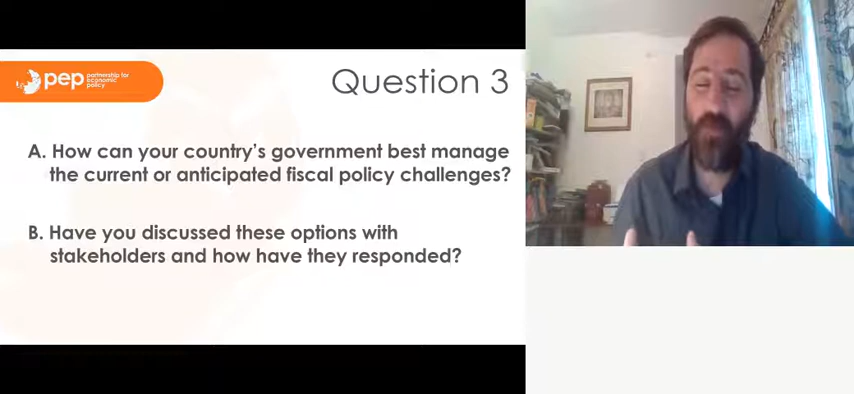 pep partnership for
economic
policy
Question 3
A. How can your country's government best manage
the current or anticipated fiscal policy challenges?
B. Have you discussed these options with
stakeholders and how have they responded?